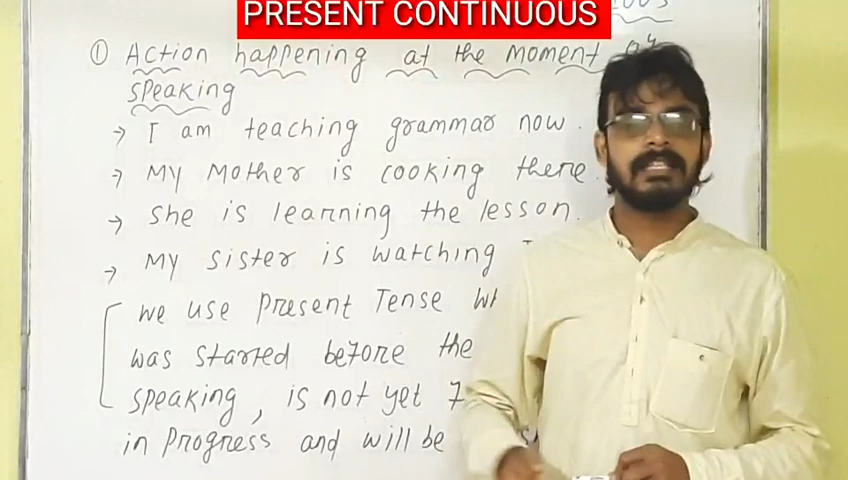 PRESENT CONTINUOUS
① Action happening at the moment of
speaking
→ I am teaching grammar now.
→ My Mother is cooking there.
→ She is learning the lesson.
→ My sister is watching
We use Present Tense
was started before the
speaking, is not yet
in Progress and will be